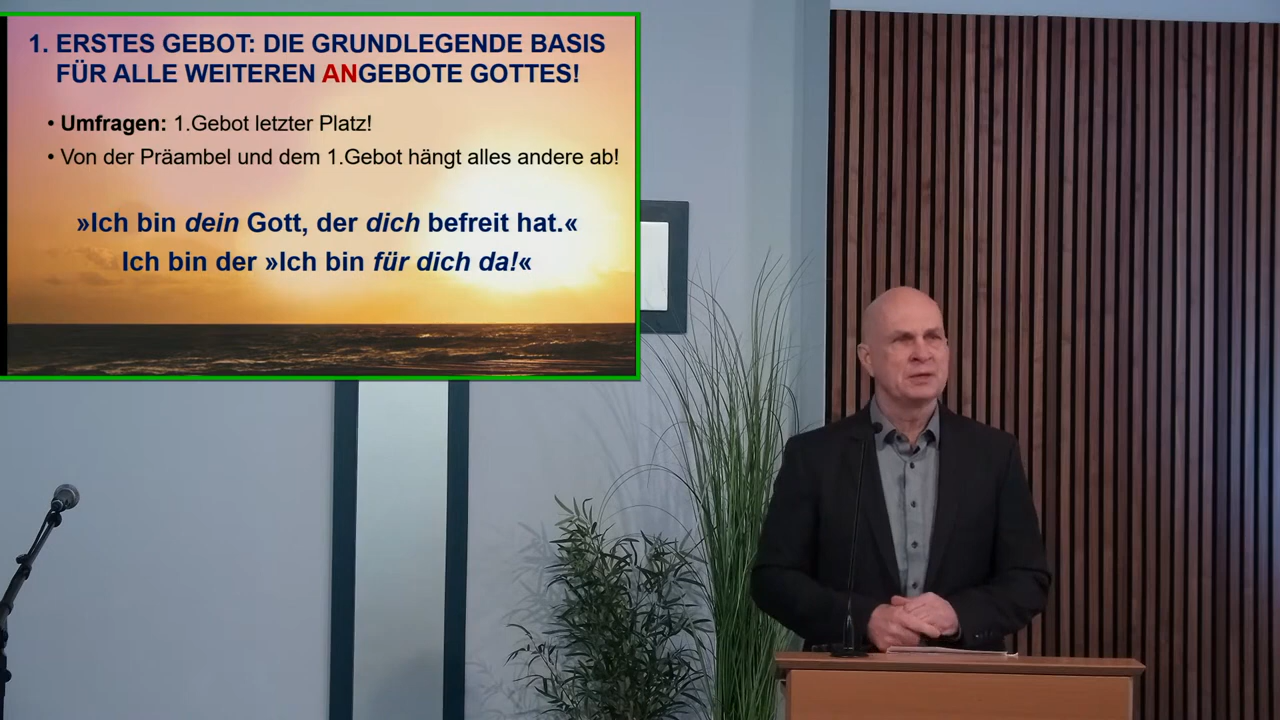 1. ERSTES GEBOT: DIE GRUNDLEGENDE BASIS
FÜR ALLE WEITEREN ANGEBOTE GOTTES!
• Umfragen: 1.Gebot letzter Platz!
• Von der Präambel und dem 1.Gebot hängt alles andere ab!
»Ich bin dein Gott, der dich befreit hat.«
Ich bin der »Ich bin für dich da!«